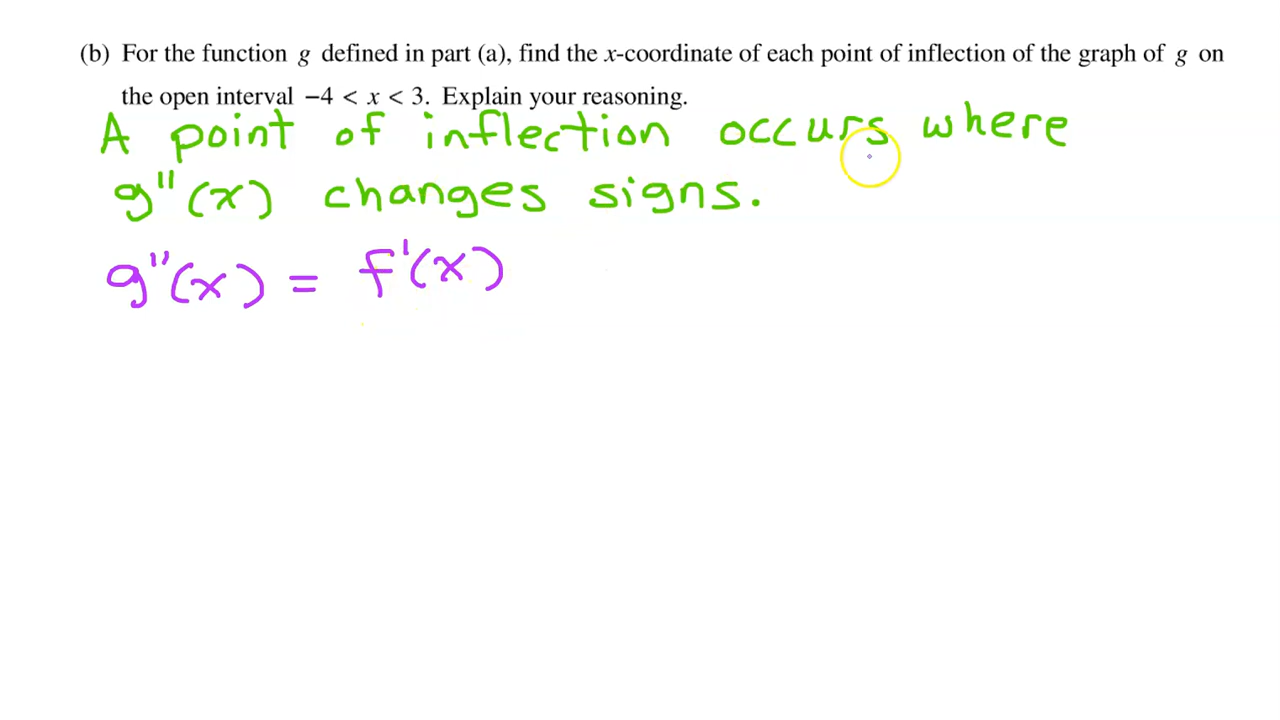 (b) For the function g defined in part (a), find the x-coordinate of each point of inflection of the graph of g on
the open interval −4 < x < 3. Explain your reasoning.
A point of inflection occurs where
g''(x) changes signs.
g''(x) = f'(x)